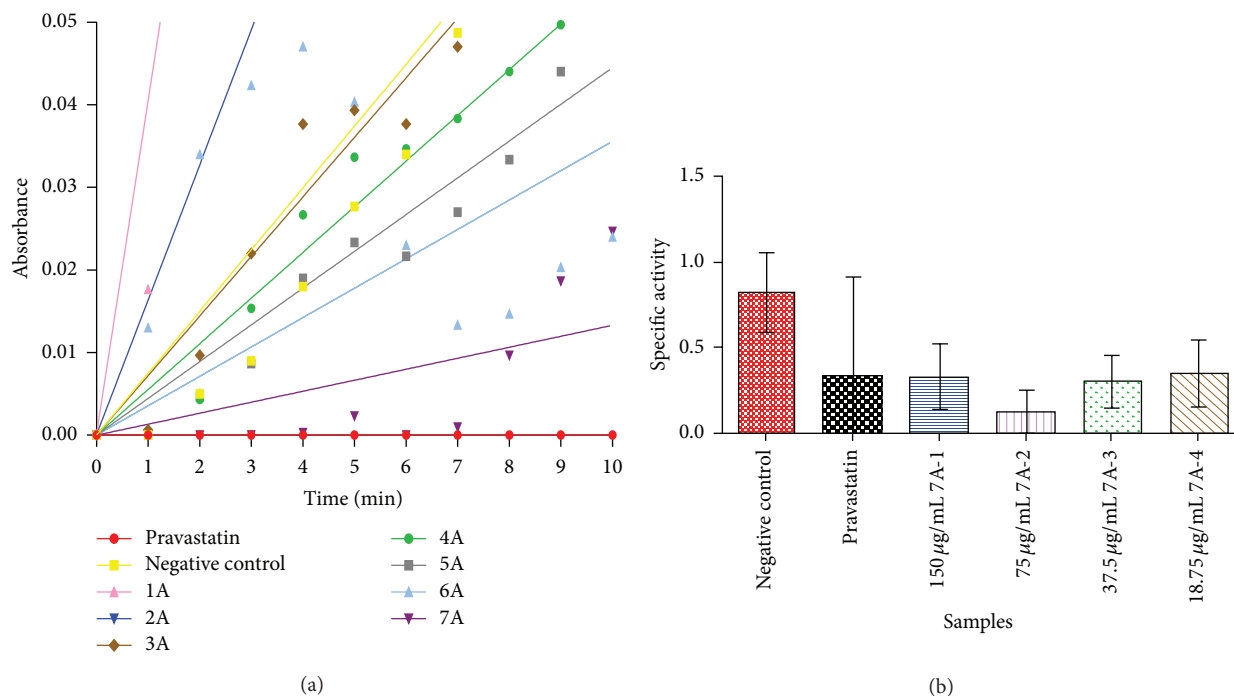 0.05
0.04
0.03
0.02
0.01
0.00
Absorbance
0 1 2 3 4 5 6 7 8 9 10
Time (min)
Pravastatin
Negative control
1A
2A
3A
4A
5A
6A
7A
(a)
1.5
1.0
0.5
0.0
Specific activity
Negative control
Pravastatin
150 µg/mL 7A-1
75 µg/mL 7A-2
37.5 µg/mL 7A-3
18.75 µg/mL 7A-4
Samples
(b)